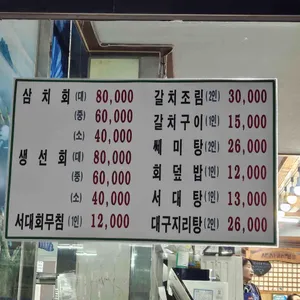 삼치회 (대) 80,000
(중) 60,000
(소) 40,000
생선회 (대) 80,000
(중) 60,000
(소) 40,000
서대회무침 (1인) 12,000
갈치조림 (2인) 30,000
갈치구이 (1인) 15,000
쎄미탕 (2인) 26,000
회덮밥 (1인) 12,000
서대탕 (1인) 13,000
대구지리탕 (2인) 26,000